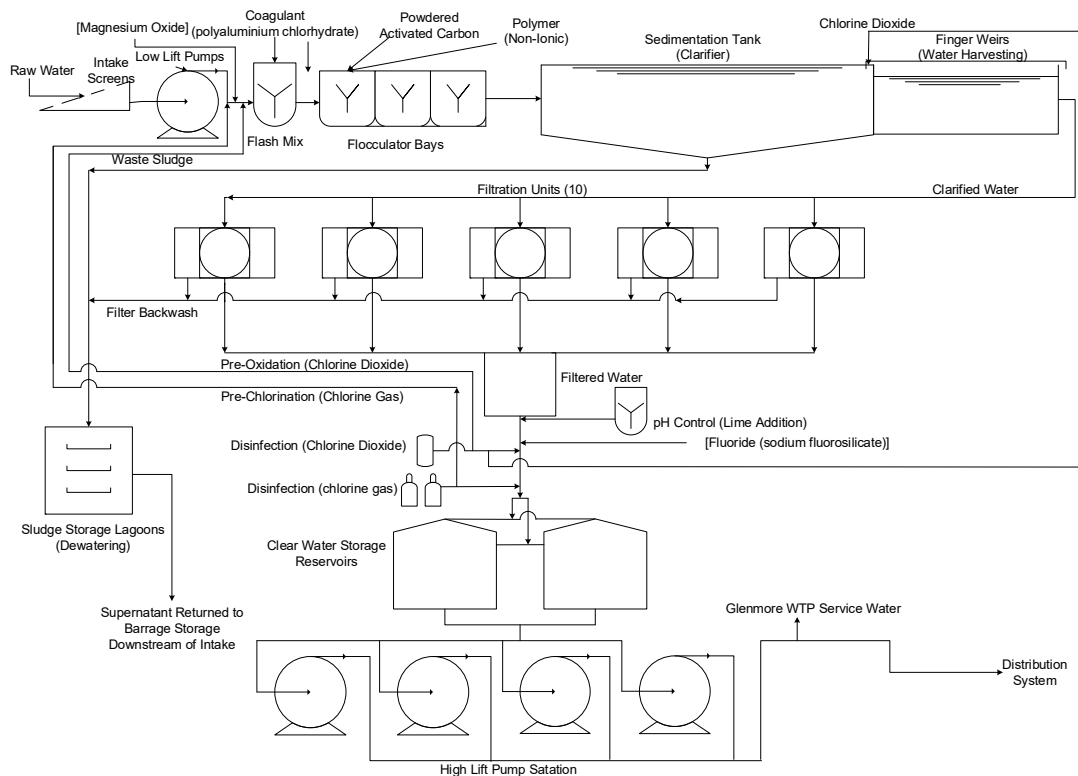 Coagulant
(polyaluminium chlorhydrate)
[Magnesium Oxide]
Powdered
Activated Carbon
Polymer
(Non-Ionic)
Sedimentation Tank
(Clarifier)
Chlorine Dioxide
Finger Weirs
(Water Harvesting)
Raw Water
Intake
Screens
Low Lift Pumps
Flash Mix
Flocculator Bays
Waste Sludge
Filtration Units (10)
Clarified Water
Filter Backwash
Pre-Oxidation (Chlorine Dioxide)
Filtered Water
Pre-Chlorination (Chlorine Gas)
pH Control (Lime Addition)
Disinfection (Chlorine Dioxide)
[Fluoride (sodium fluorosilicate)]
Disinfection (chlorine gas)
Sludge Storage Lagoons
(Dewatering)
Clear Water Storage
Reservoirs
Supernatant Returned to
Barrage Storage
Downstream of Intake
Glenmore WTP Service Water
Distribution
System
High Lift Pump Satation